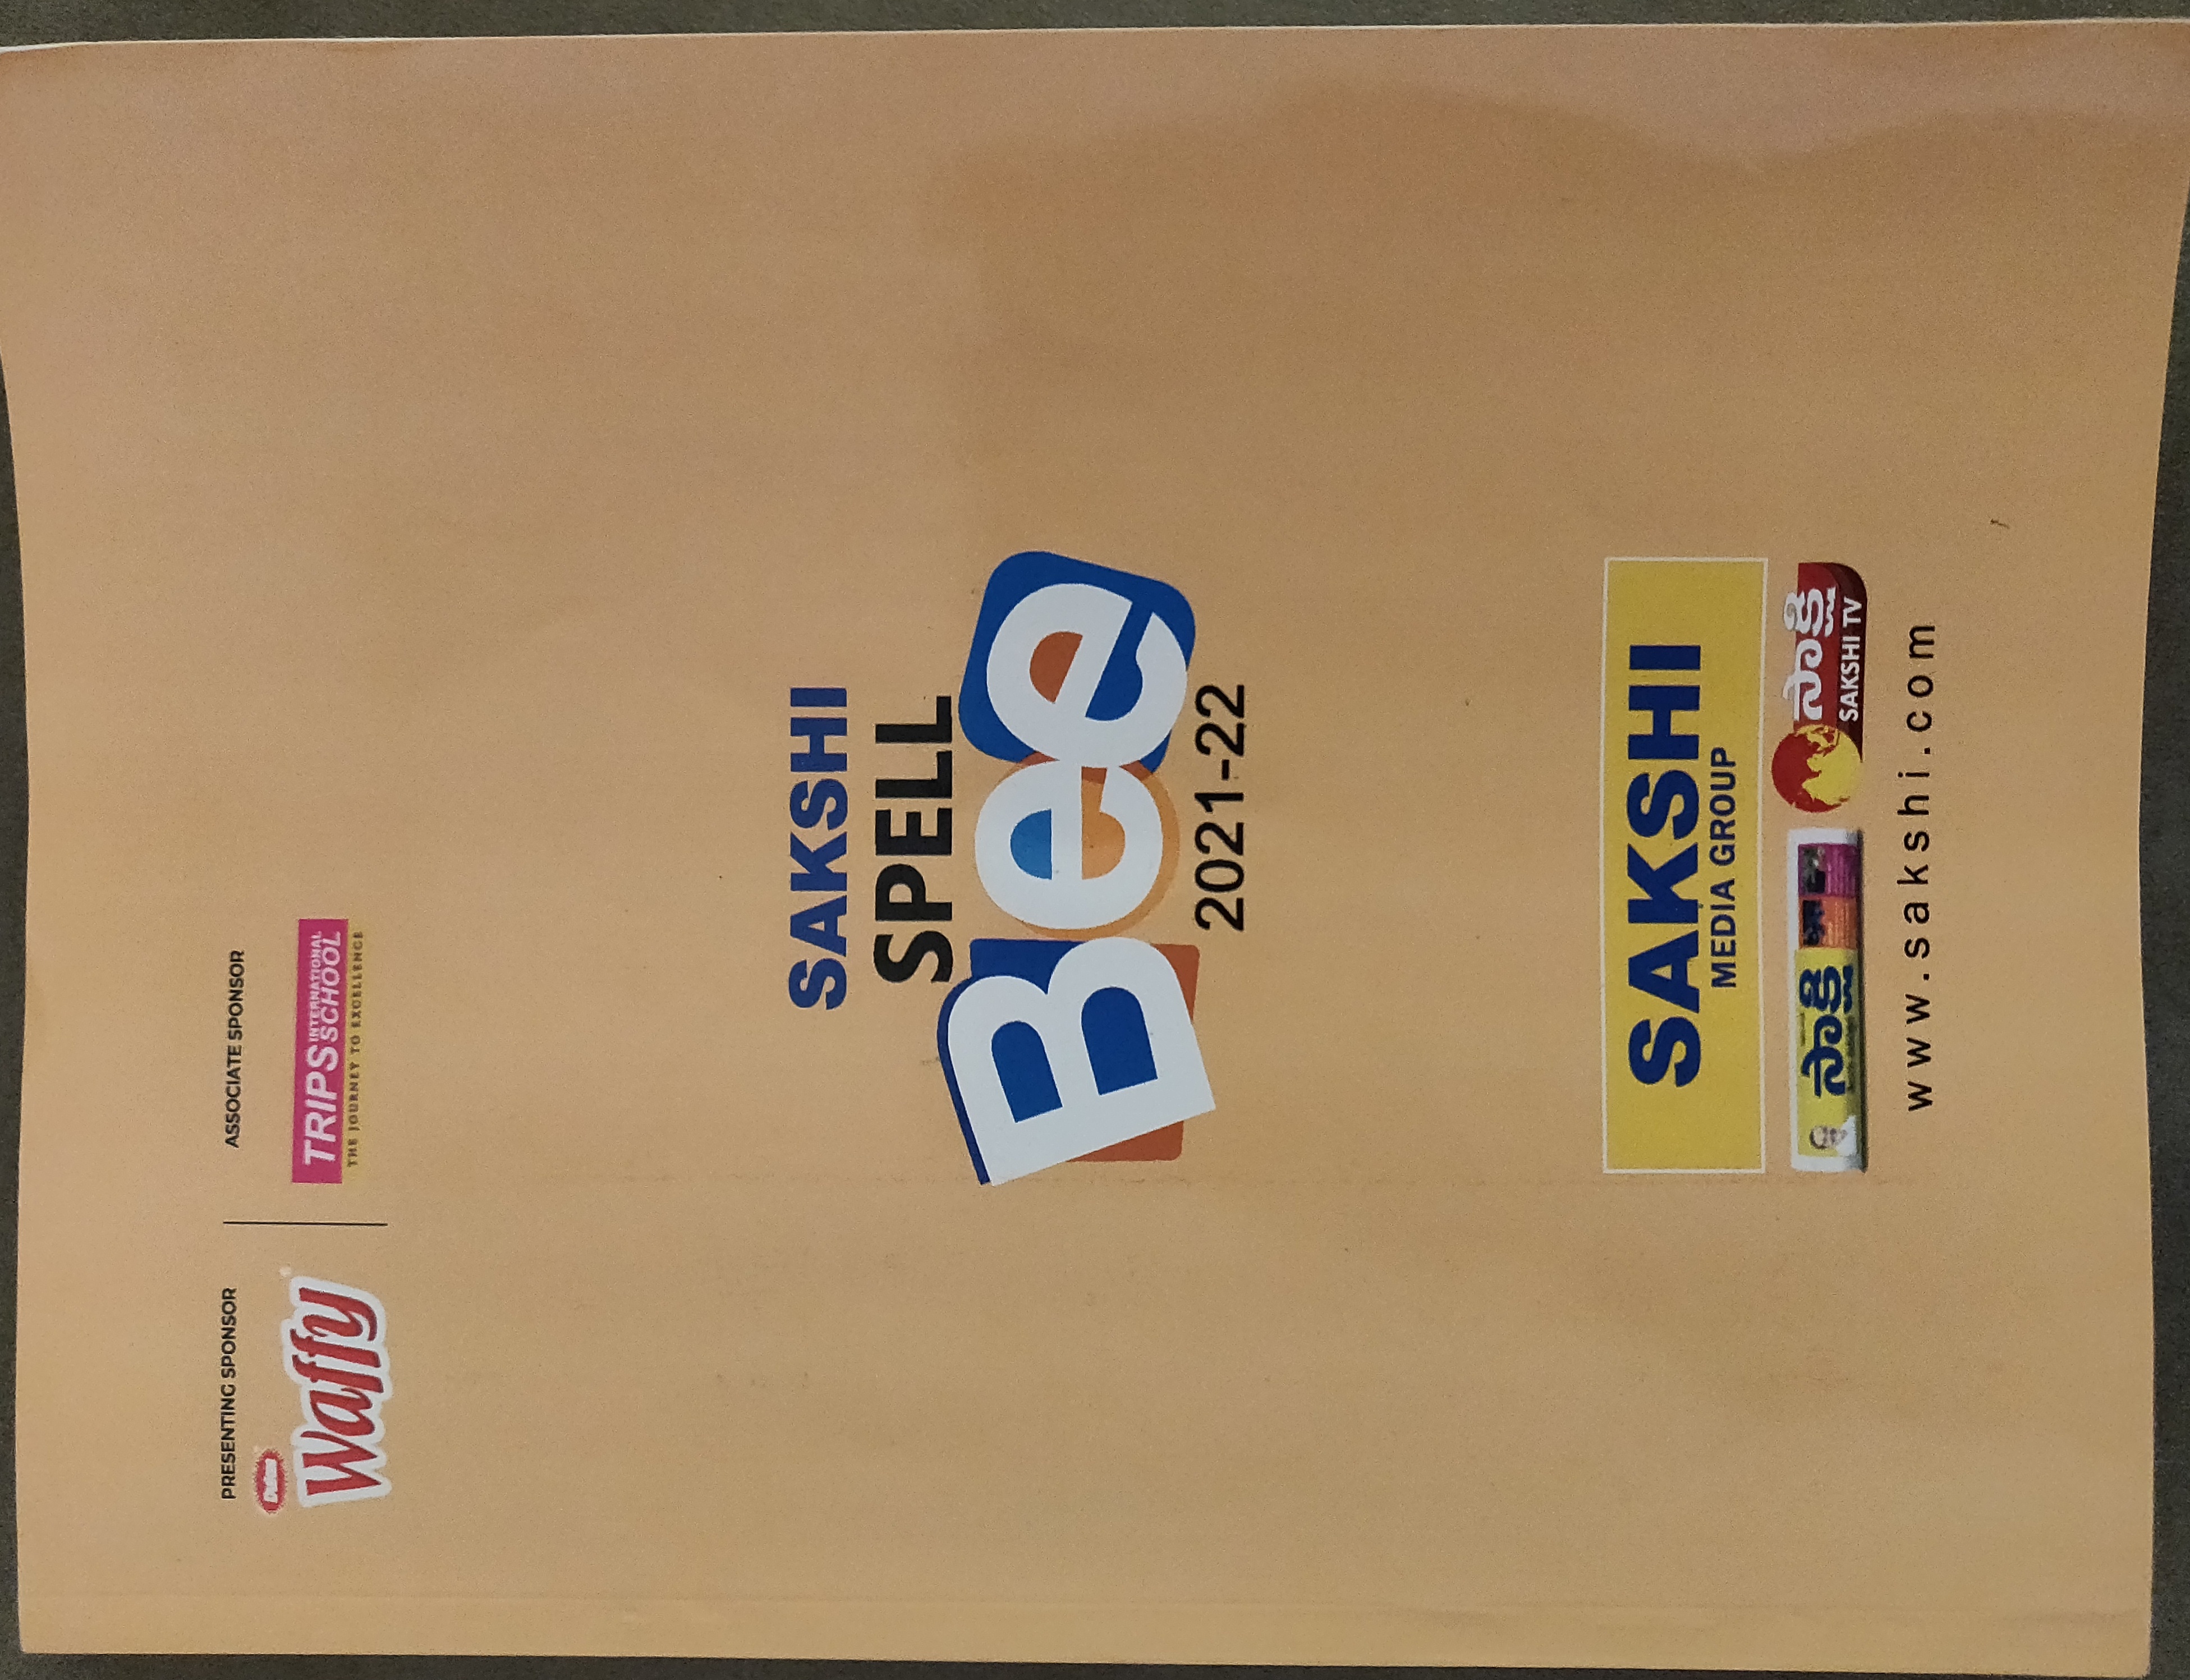 PRESENTING SPONSOR
Dukes
Waffy
ASSOCIATE SPONSOR
TRIPS INTERNATIONAL SCHOOL
THE JOURNEY TO EXCELLENCE
SAKSHI
SPELL
Bee
2021-22
SAKSHI
MEDIA GROUP
సాక్షి
సాక్షి
SAKSHI TV
www.sakshi.com